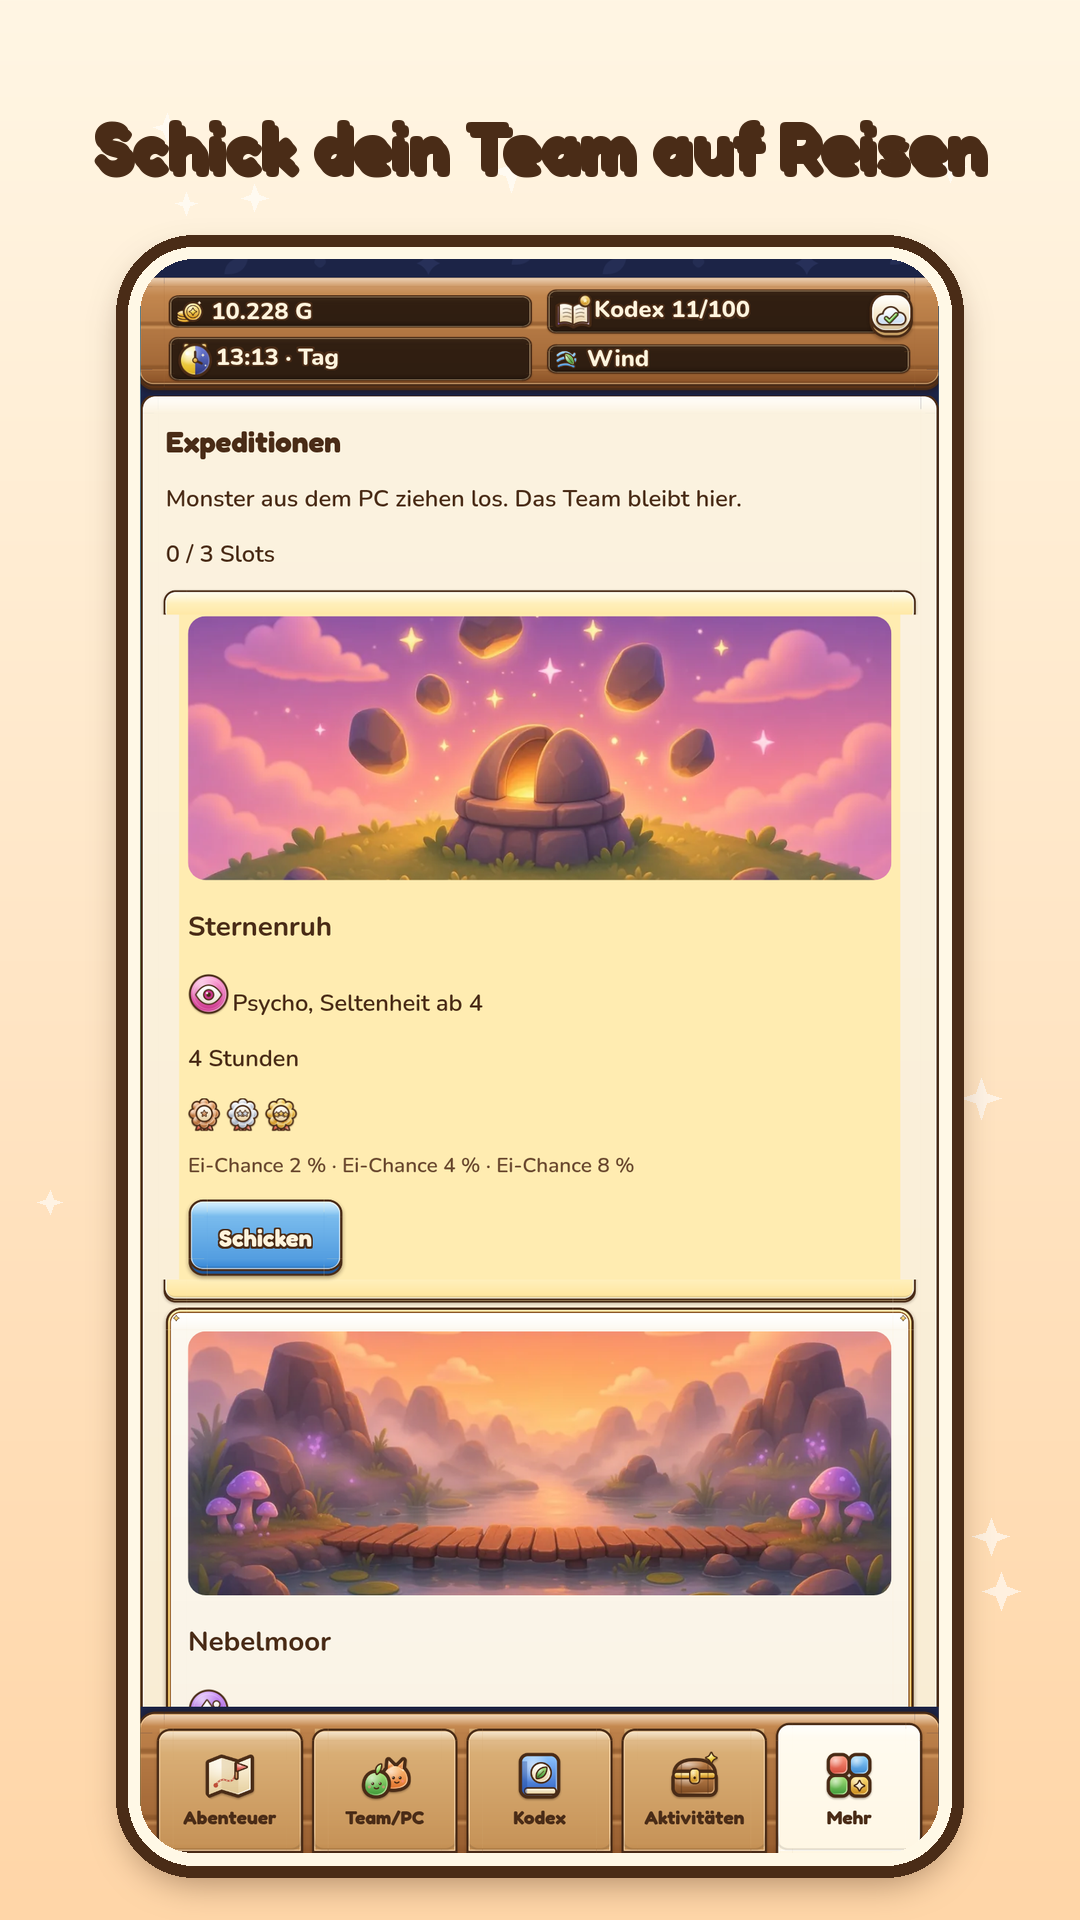 Schick dein Team auf Reisen
10.228 G
Kodex 11/100
13:13 · Tag
Wind
Expeditionen
Monster aus dem PC ziehen los. Das Team bleibt hier.
0 / 3 Slots
Sternenruh
Psycho, Seltenheit ab 4
4 Stunden
Ei-Chance 2 % · Ei-Chance 4 % · Ei-Chance 8 %
Schicken
Nebelmoor
Abenteuer
Team/PC
Kodex
Aktivitäten
Mehr